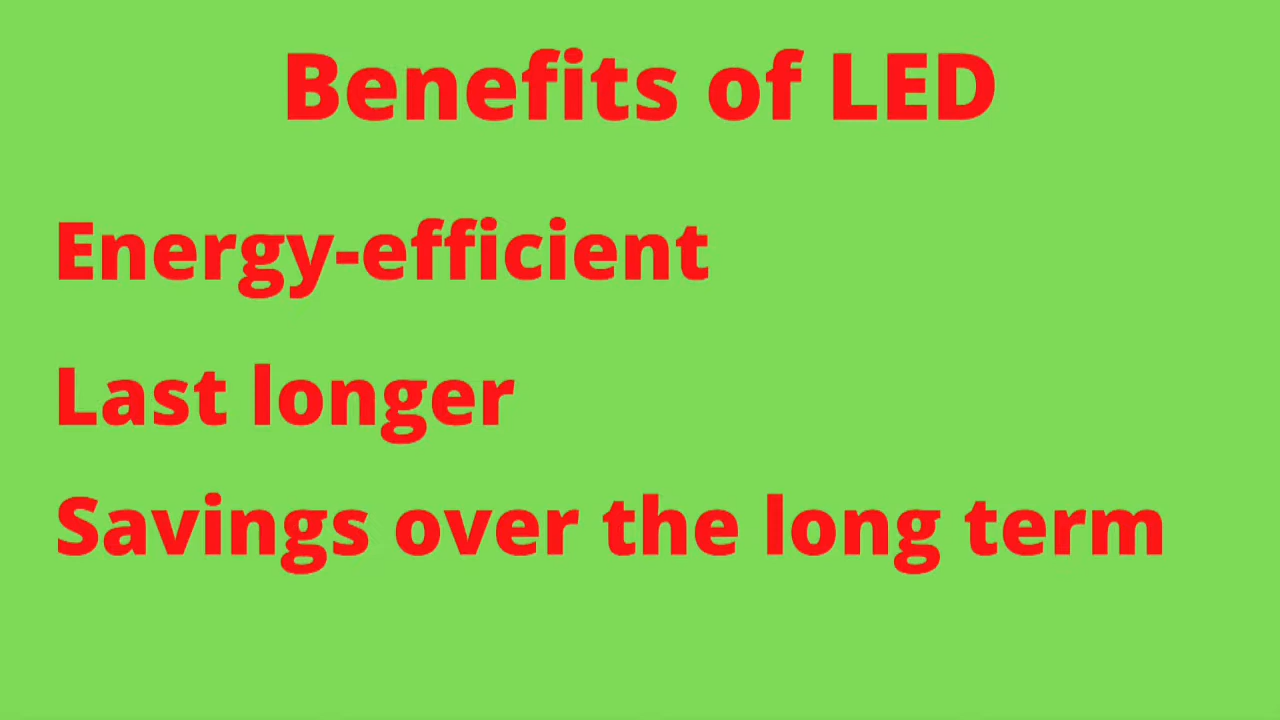 Benefits of LED
Energy-efficient
Last longer
Savings over the long term